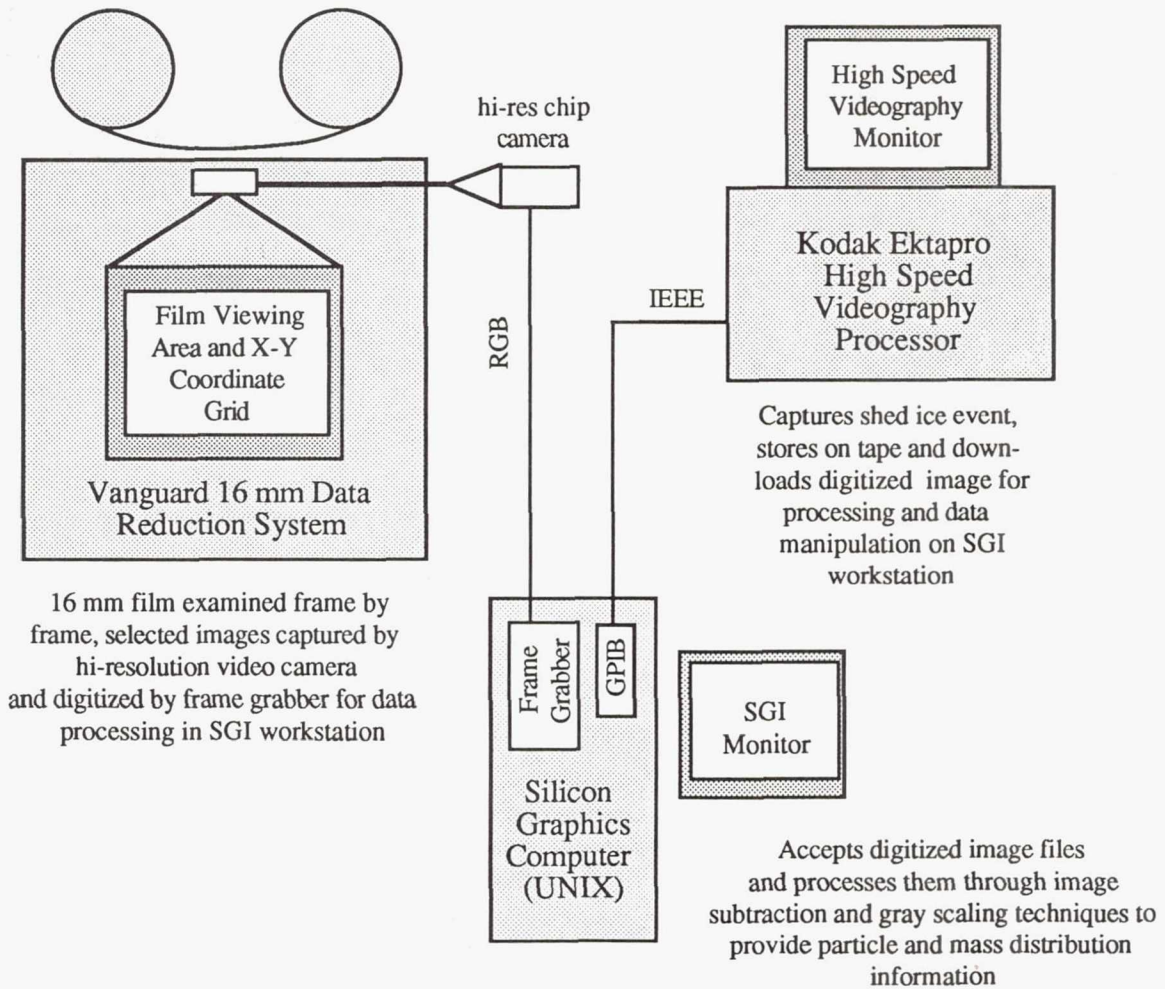 hi-res chip
camera
High Speed
Videography
Monitor
Film Viewing
Area and X-Y
Coordinate
Grid
Vanguard 16 mm Data
Reduction System
RGB
IEEE
Kodak Ektapro
High Speed
Videography
Processor
Captures shed ice event,
stores on tape and down-
loads digitized image for
processing and data
manipulation on SGI
workstation
16 mm film examined frame by
frame, selected images captured by
hi-resolution video camera
and digitized by frame grabber for data
processing in SGI workstation
Frame
Grabber
GPIB
Silicon
Graphics
Computer
(UNIX)
SGI
Monitor
Accepts digitized image files
and processes them through image
subtraction and gray scaling techniques to
provide particle and mass distribution
information